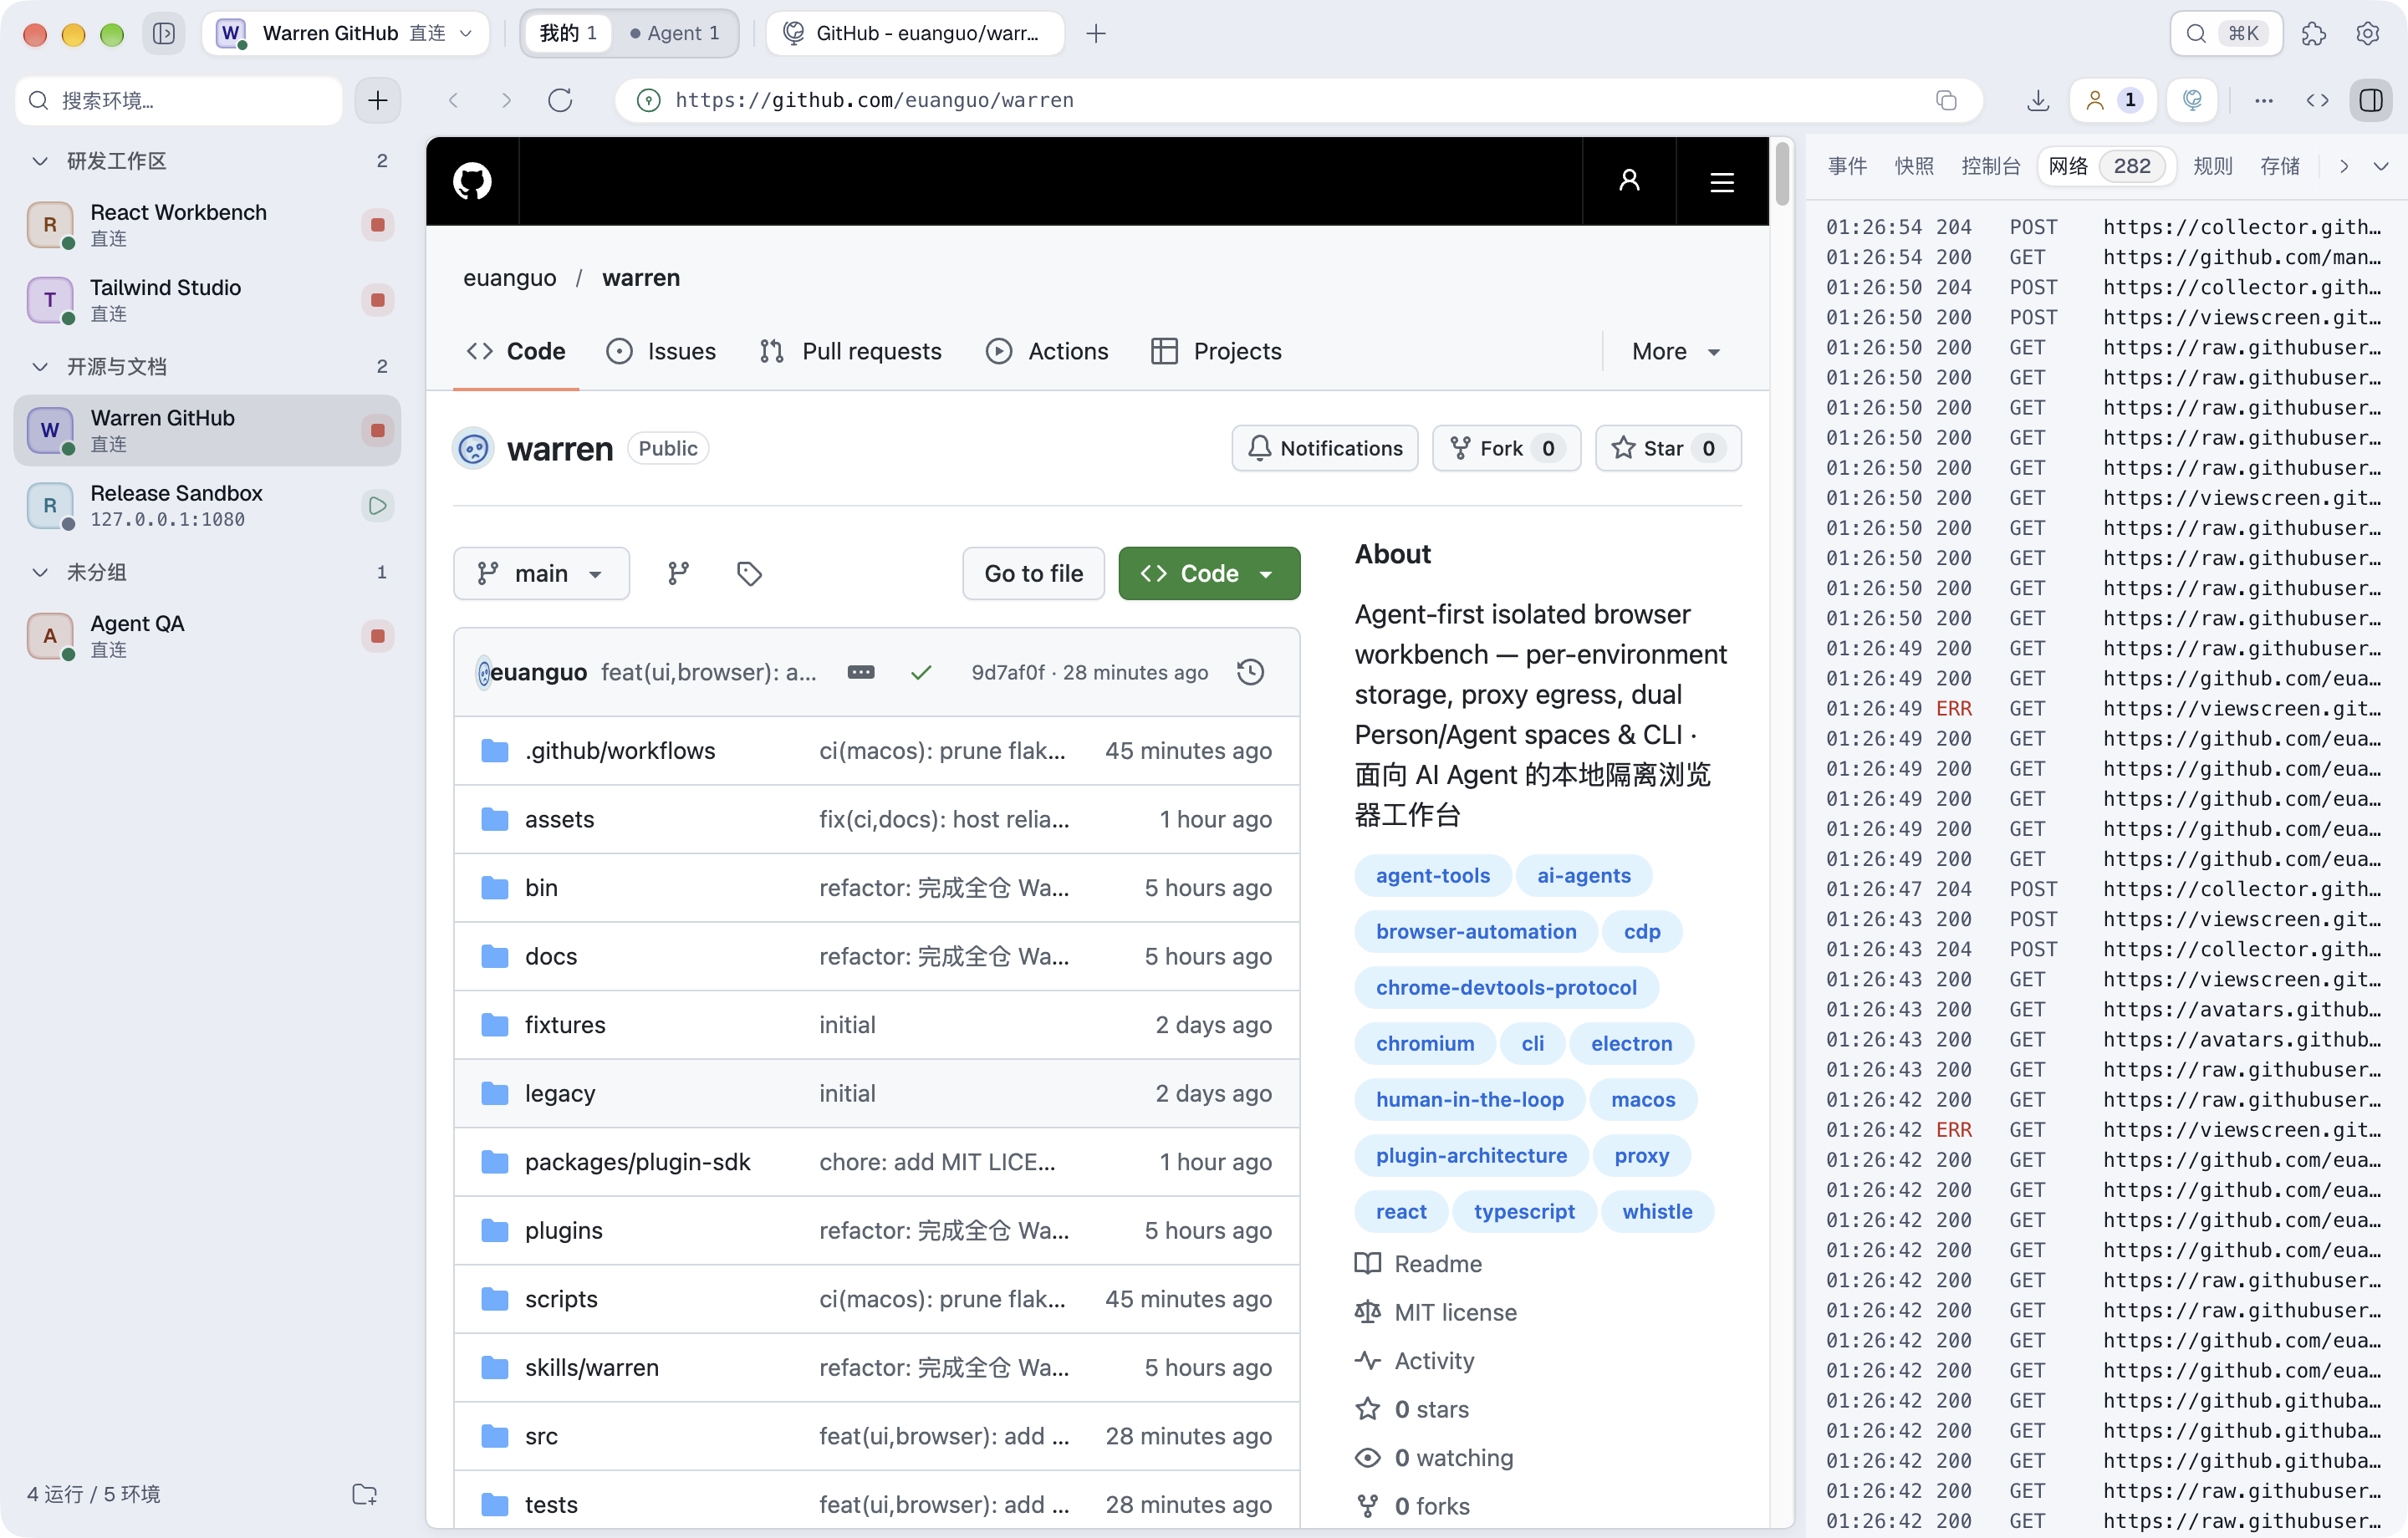 W Warren GitHub 直连
我的 1 Agent 1
GitHub - euanguo/warr...
⌘K
搜索环境...
https://github.com/euanguo/warren
1
研发工作区 2
R React Workbench
直连
T Tailwind Studio
直连
开源与文档 2
W Warren GitHub
直连
R Release Sandbox
127.0.0.1:1080
未分组 1
A Agent QA
直连
4 运行 / 5 环境
euanguo / warren
Code Issues Pull requests Actions Projects More
warren Public Notifications Fork 0 Star 0
main Go to file Code
euanguo feat(ui,browser): a... 9d7af0f · 28 minutes ago
.github/workflows ci(macos): prune flak... 45 minutes ago
assets fix(ci,docs): host relia... 1 hour ago
bin refactor: 完成全仓 Wa... 5 hours ago
docs refactor: 完成全仓 Wa... 5 hours ago
fixtures initial 2 days ago
legacy initial 2 days ago
packages/plugin-sdk chore: add MIT LICE... 1 hour ago
plugins refactor: 完成全仓 Wa... 5 hours ago
scripts ci(macos): prune flak... 45 minutes ago
skills/warren refactor: 完成全仓 Wa... 5 hours ago
src feat(ui,browser): add ... 28 minutes ago
tests feat(ui,browser): add ... 28 minutes ago
About
Agent-first isolated browser
workbench — per-environment
storage, proxy egress, dual
Person/Agent spaces & CLI ·
面向 AI Agent 的本地隔离浏览
器工作台
agent-tools ai-agents
browser-automation cdp
chrome-devtools-protocol
chromium cli electron
human-in-the-loop macos
plugin-architecture proxy
react typescript whistle
Readme
MIT license
Activity
0 stars
0 watching
0 forks
事件 快照 控制台 网络 282 规则 存储
01:26:54 204 POST https://collector.gith...
01:26:54 200 GET https://github.com/man...
01:26:50 204 POST https://collector.gith...
01:26:50 200 POST https://viewscreen.git...
01:26:50 200 GET https://raw.githubuser...
01:26:50 200 GET https://raw.githubuser...
01:26:50 200 GET https://raw.githubuser...
01:26:50 200 GET https://raw.githubuser...
01:26:50 200 GET https://raw.githubuser...
01:26:50 200 GET https://viewscreen.git...
01:26:50 200 GET https://raw.githubuser...
01:26:50 200 GET https://raw.githubuser...
01:26:50 200 GET https://raw.githubuser...
01:26:50 200 GET https://raw.githubuser...
01:26:49 200 GET https://raw.githubuser...
01:26:49 200 GET https://github.com/eua...
01:26:49 ERR GET https://viewscreen.git...
01:26:49 200 GET https://github.com/eua...
01:26:49 200 GET https://github.com/eua...
01:26:49 200 GET https://github.com/eua...
01:26:49 200 GET https://github.com/eua...
01:26:49 200 GET https://github.com/eua...
01:26:47 204 POST https://collector.gith...
01:26:43 200 POST https://viewscreen.git...
01:26:43 204 POST https://collector.gith...
01:26:43 200 GET https://viewscreen.git...
01:26:43 200 GET https://avatars.github...
01:26:43 200 GET https://avatars.github...
01:26:43 200 GET https://raw.githubuser...
01:26:42 200 GET https://raw.githubuser...
01:26:42 ERR GET https://viewscreen.git...
01:26:42 200 GET https://github.com/eua...
01:26:42 200 GET https://github.com/eua...
01:26:42 200 GET https://github.com/eua...
01:26:42 200 GET https://github.com/eua...
01:26:42 200 GET https://raw.githubuser...
01:26:42 200 GET https://raw.githubuser...
01:26:42 200 GET https://github.com/eua...
01:26:42 200 GET https://github.com/eua...
01:26:42 200 GET https://github.githuba...
01:26:42 200 GET https://github.githuba...
01:26:42 200 GET https://github.githuba...
01:26:42 200 GET https://raw.githubuser...
01:26:42 200 GET https://raw.githubuser...